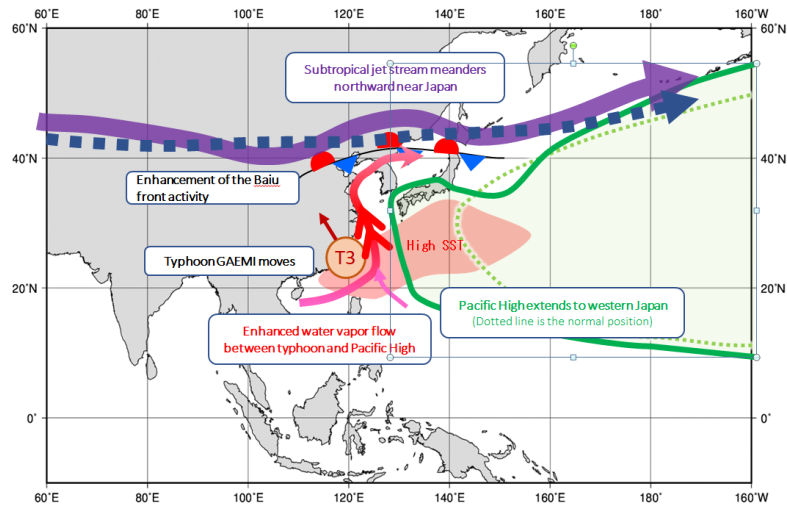 60°N
Subtropical jet stream meanders
northward near Japan
40°N
Enhancement of the Baiu
front activity
High SST
Typhoon GAEMI moves
T3
20°N
Pacific High extends to western Japan
(Dotted line is the normal position)
Enhanced water vapor flow
between typhoon and Pacific High
0°
0°
60°E
80°E
100°E
120°E
140°E
160°E
180°
160°W
60°E
80°E
100°E
120°E
140°E
160°E
180°
160°W
60°N
40°N
20°N